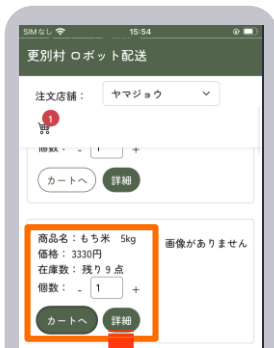 SIMなし 15:54
更別村 ロボット配送
注文店舗： ヤマジョウ
1
個数： - 1 +
カートへ 詳細
商品名：もち米 5kg
画像がありません
価格：3330円
在庫数：残り9点
個数： - 1 +
カートへ 詳細